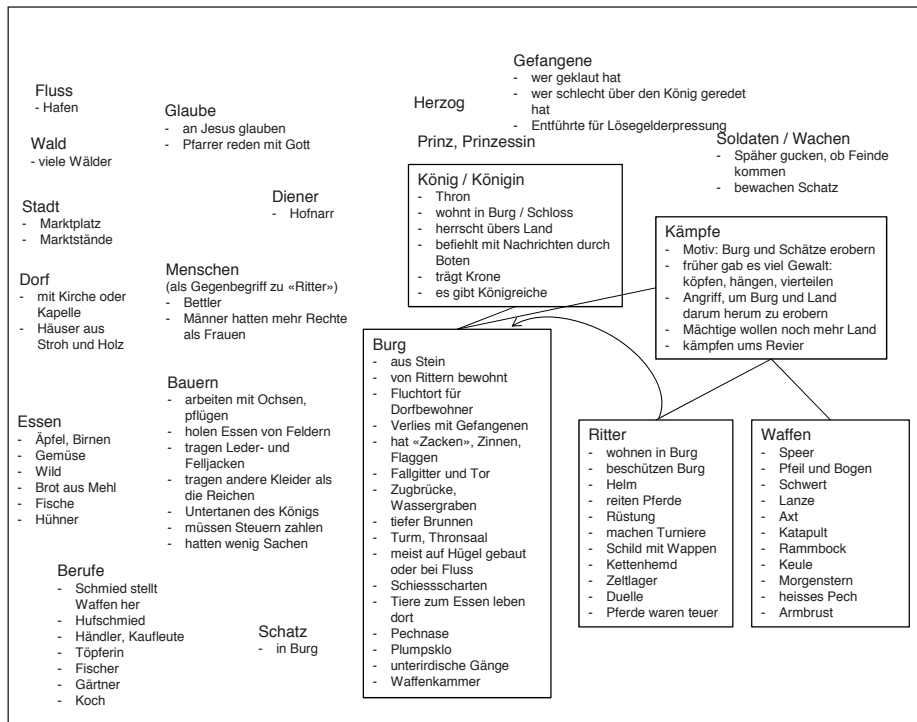 Fluss
- Hafen
Wald
- viele Wälder
Stadt
- Marktplatz
- Marktstände
Dorf
- mit Kirche oder
Kapelle
- Häuser aus
Stroh und Holz
Essen
- Äpfel, Birnen
- Gemüse
- Wild
- Brot aus Mehl
- Fische
- Hühner
Berufe
- Schmied stellt
Waffen her
- Hufschmied
- Händler, Kaufleute
- Töpferin
- Fischer
- Gärtner
- Koch
Glaube
- an Jesus glauben
- Pfarrer reden mit Gott
Diener
- Hofnarr
Menschen
(als Gegenbegriff zu «Ritter»)
- Bettler
- Männer hatten mehr Rechte
als Frauen
Bauern
- arbeiten mit Ochsen,
pflügen
- holen Essen von Feldern
- tragen Leder- und
Felljacken
- tragen andere Kleider als
die Reichen
- Untertanen des Königs
- müssen Steuern zahlen
- hatten wenig Sachen
Schatz
- in Burg
Herzog
Prinz, Prinzessin
König / Königin
- Thron
- wohnt in Burg / Schloss
- herrscht übers Land
- befiehlt mit Nachrichten durch
Boten
- trägt Krone
- es gibt Königreiche
Burg
- aus Stein
- von Rittern bewohnt
- Fluchtort für
Dorfbewohner
- Verlies mit Gefangenen
- hat «Zacken», Zinnen,
Flaggen
- Fallgitter und Tor
- Zugbrücke,
Wassergraben
- tiefer Brunnen
- Turm, Thronsaal
- meist auf Hügel gebaut
oder bei Fluss
- Schiessscharten
- Tiere zum Essen leben
dort
- Pechnase
- Plumpsklo
- unterirdische Gänge
- Waffenkammer
Gefangene
- wer geklaut hat
- wer schlecht über den König geredet
hat
- Entführte für Lösegelderpressung
Soldaten / Wachen
- Späher gucken, ob Feinde
kommen
- bewachen Schatz
Kämpfe
- Motiv: Burg und Schätze erobern
- früher gab es viel Gewalt:
köpfen, hängen, vierteilen
- Angriff, um Burg und Land
darum herum zu erobern
- Mächtige wollen noch mehr Land
- kämpfen ums Revier
Ritter
- wohnen in Burg
- beschützen Burg
- Helm
- reiten Pferde
- Rüstung
- machen Turniere
- Schild mit Wappen
- Kettenhemd
- Zeltlager
- Duelle
- Pferde waren teuer
Waffen
- Speer
- Pfeil und Bogen
- Schwert
- Lanze
- Axt
- Katapult
- Rammbock
- Keule
- Morgenstern
- heisses Pech
- Armbrust